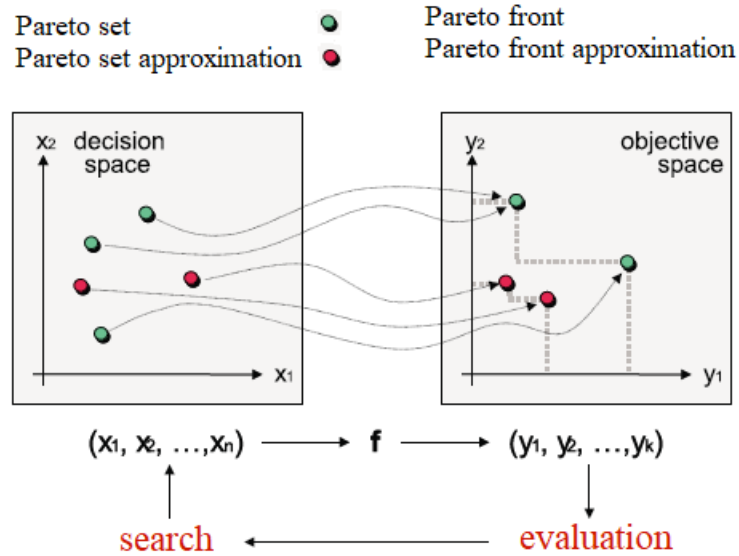 Pareto set
Pareto front
Pareto set approximation
Pareto front approximation
x₂ decision space
y₂ objective space
x₁
y₁
(x₁, x₂, ...,xₙ) f (y₁, y₂, ...,yₖ)
search evaluation